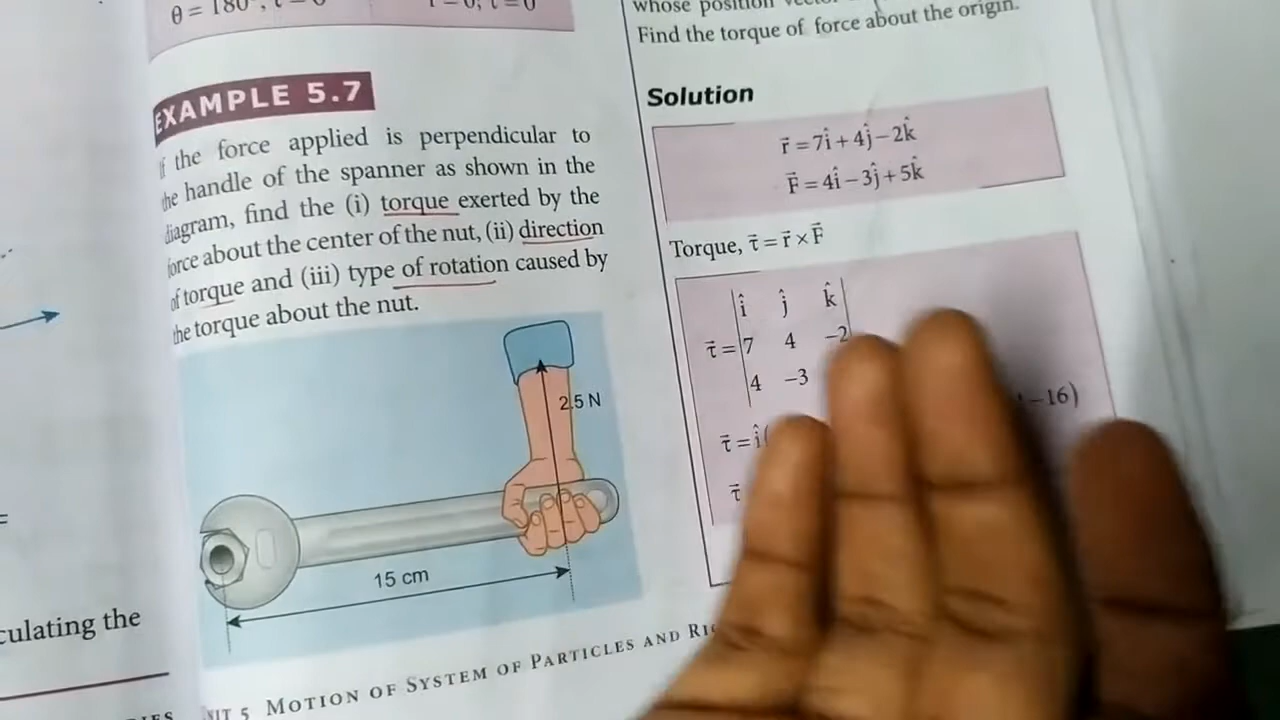 θ = 180°, τ = 0
EXAMPLE 5.7
If the force applied is perpendicular to
the handle of the spanner as shown in the
diagram, find the (i) torque exerted by the
force about the center of the nut, (ii) direction
of torque and (iii) type of rotation caused by
the torque about the nut.
2.5 N
15 cm
=
culating the
UNIT 5 MOTION OF SYSTEM OF PARTICLES AND
whose position
Find the torque of force about the origin.
Solution
r⃗ = 7î + 4ĵ − 2k̂
F⃗ = 4î − 3ĵ + 5k̂
Torque, τ⃗ = r⃗ × F⃗
î ĵ k̂
τ⃗ = 7 4 −2
4 −3
τ⃗ = î( −16)
τ⃗